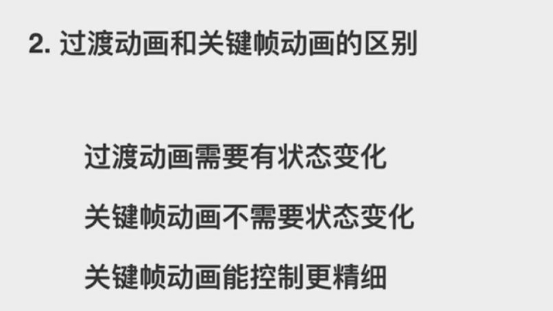 2. 过渡动画和关键帧动画的区别
过渡动画需要有状态变化
关键帧动画不需要状态变化
关键帧动画能控制更精细